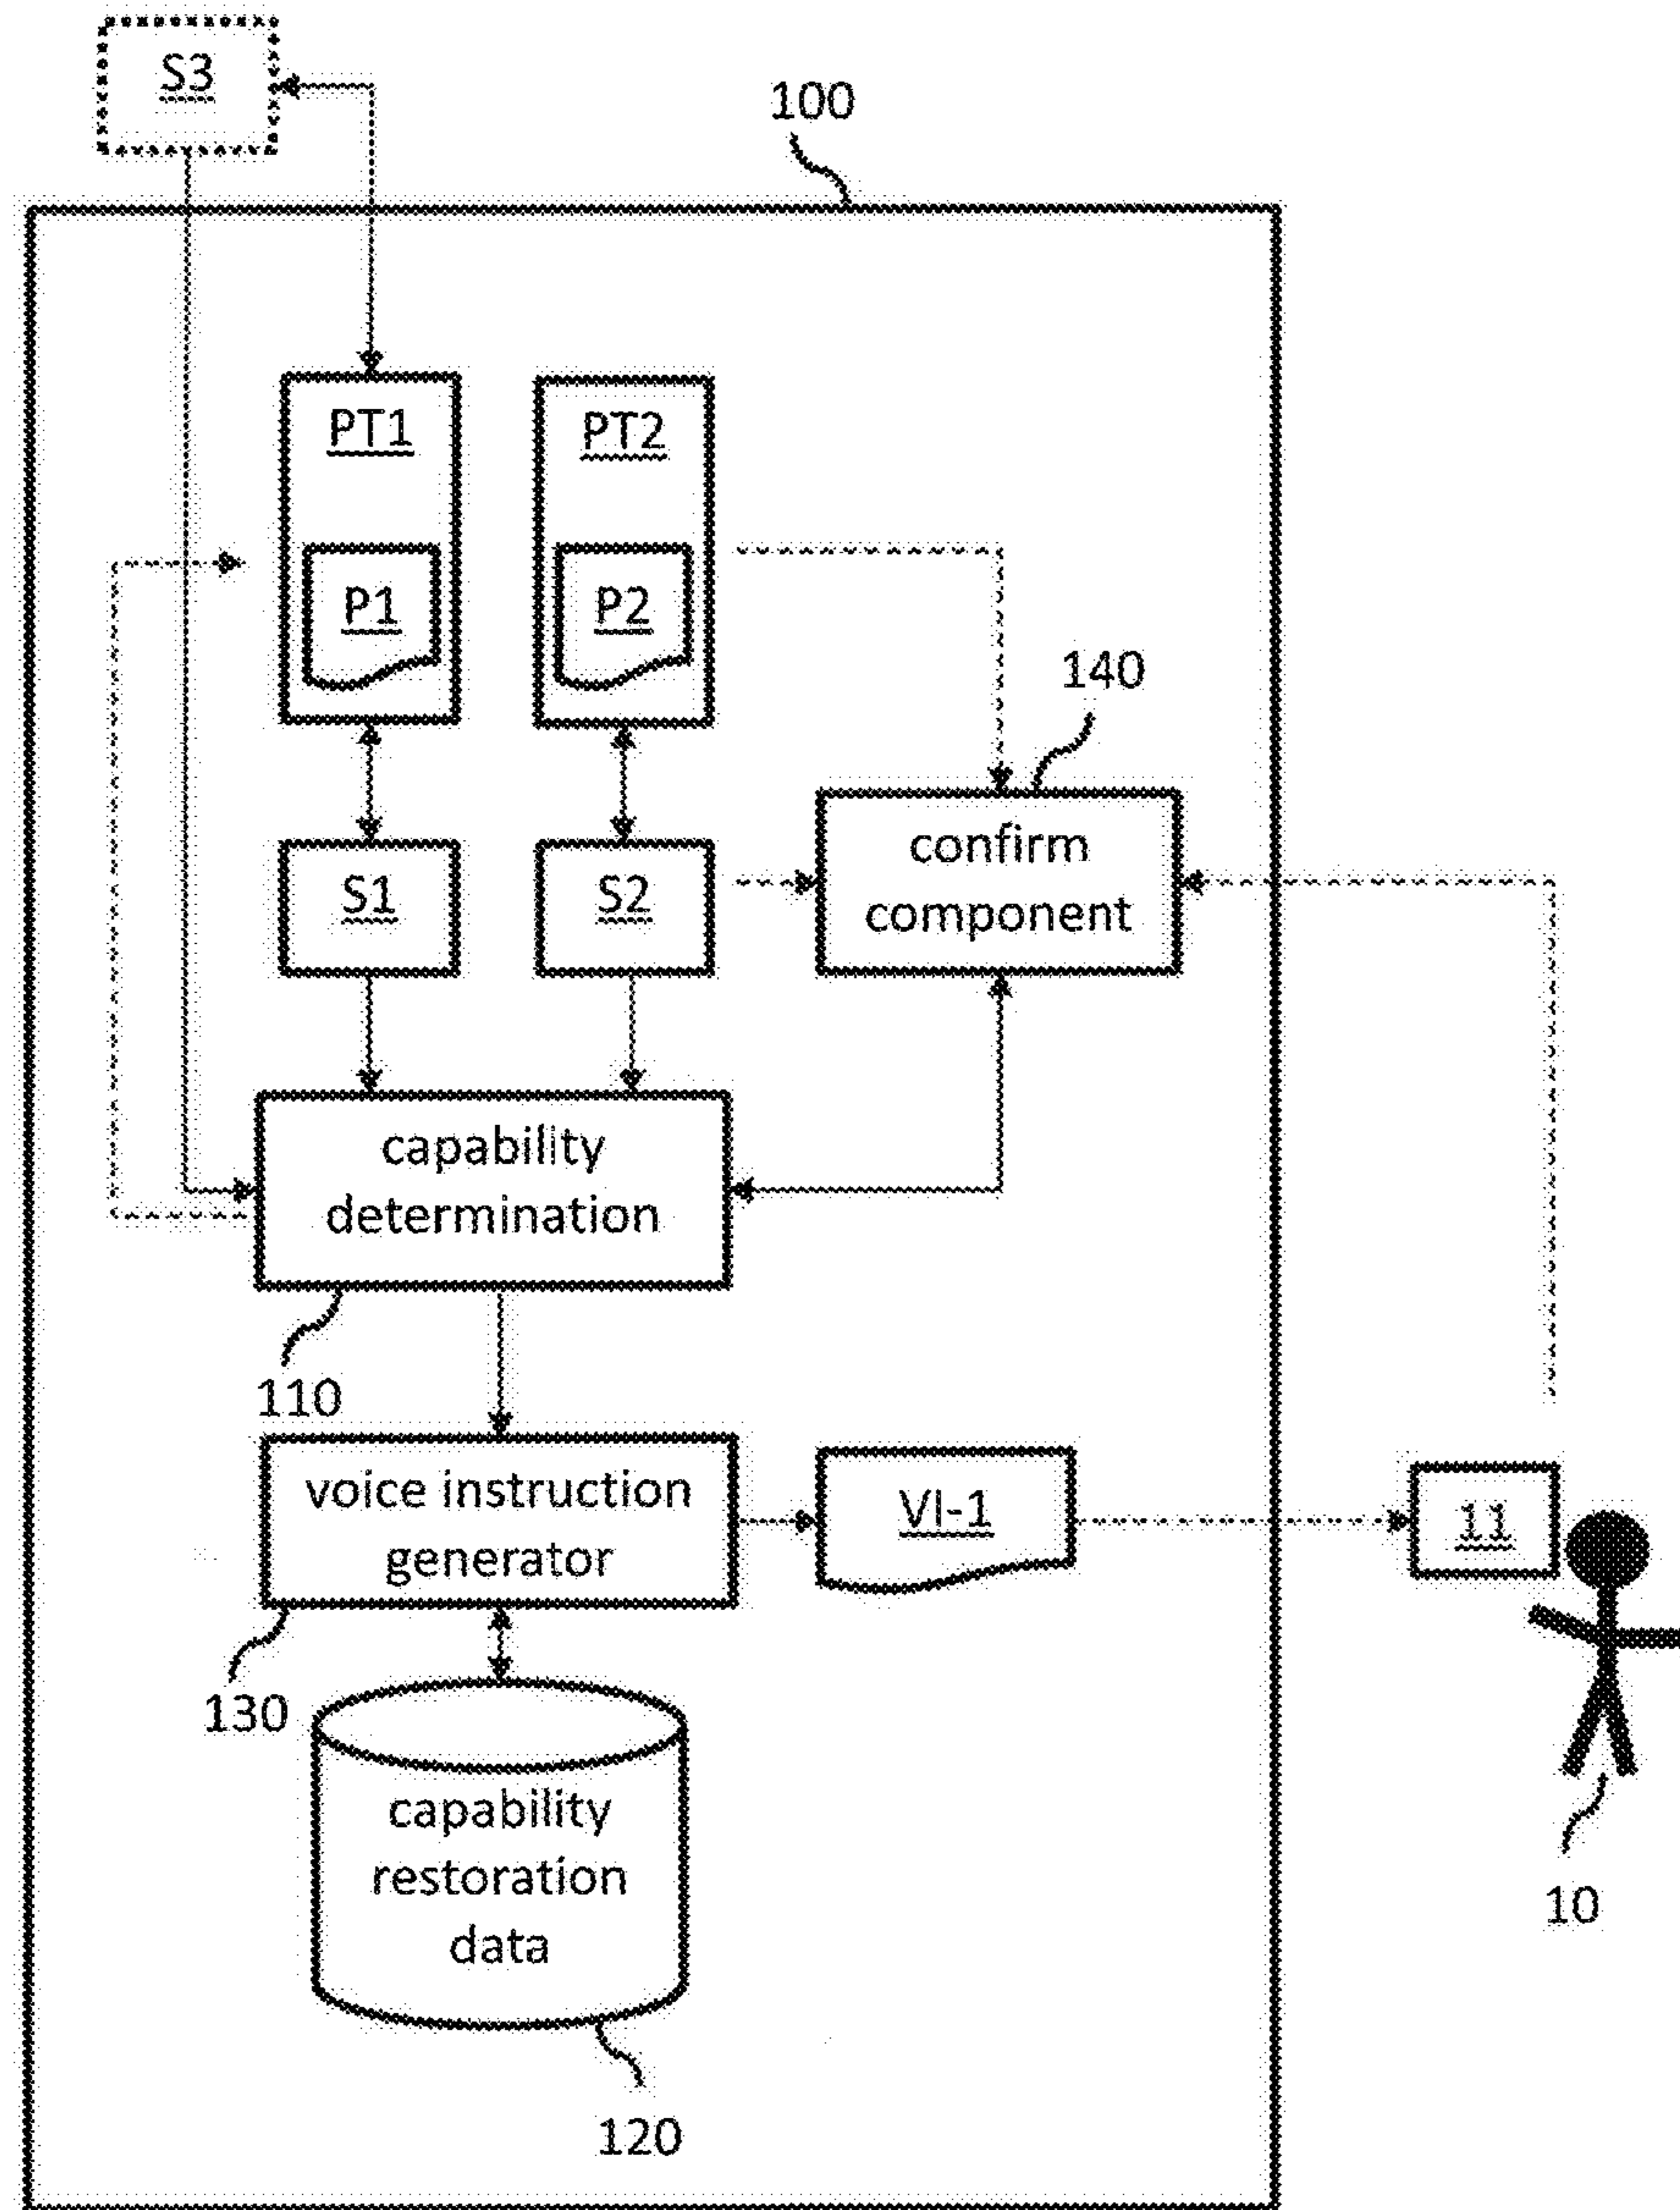 S3
100
PT1
PT2
P1
P2
140
confirm
component
S1
S2
capability
determination
110
voice instruction
generator
VI-1
11
130
capability
restoration
data
10
120